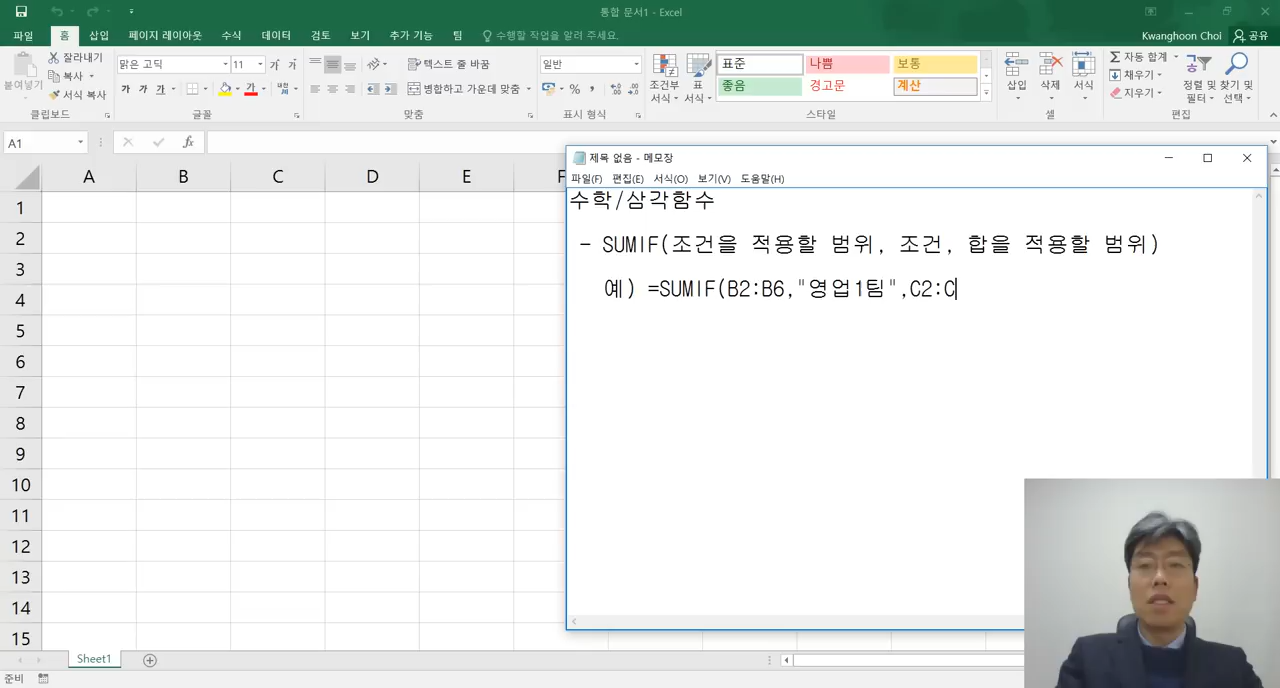 통합 문서1 - Excel
파일 홈 삽입 페이지 레이아웃 수식 데이터 검토 보기 추가 기능 팀 수행할 작업을 알려 주세요.
Kwanghoon Choi 공유
붙여넣기
잘라내기
복사
서식 복사
클립보드
맑은 고딕 11
가 가 가 가
글꼴
텍스트 줄 바꿈
병합하고 가운데 맞춤
맞춤
일반
표시 형식
조건부 서식
표 서식
표준 나쁨 보통
좋음 경고문 계산
스타일
삽입 삭제 서식
셀
자동 합계
채우기
지우기
정렬 및 필터
찾기 및 선택
편집
A1
fx
A B C D E F
1
2
3
4
5
6
7
8
9
10
11
12
13
14
15
제목 없음 - 메모장
파일(F) 편집(E) 서식(O) 보기(V) 도움말(H)
수학/삼각함수
- SUMIF(조건을 적용할 범위, 조건, 합을 적용할 범위)
예) =SUMIF(B2:B6,"영업1팀",C2:C
Sheet1
준비